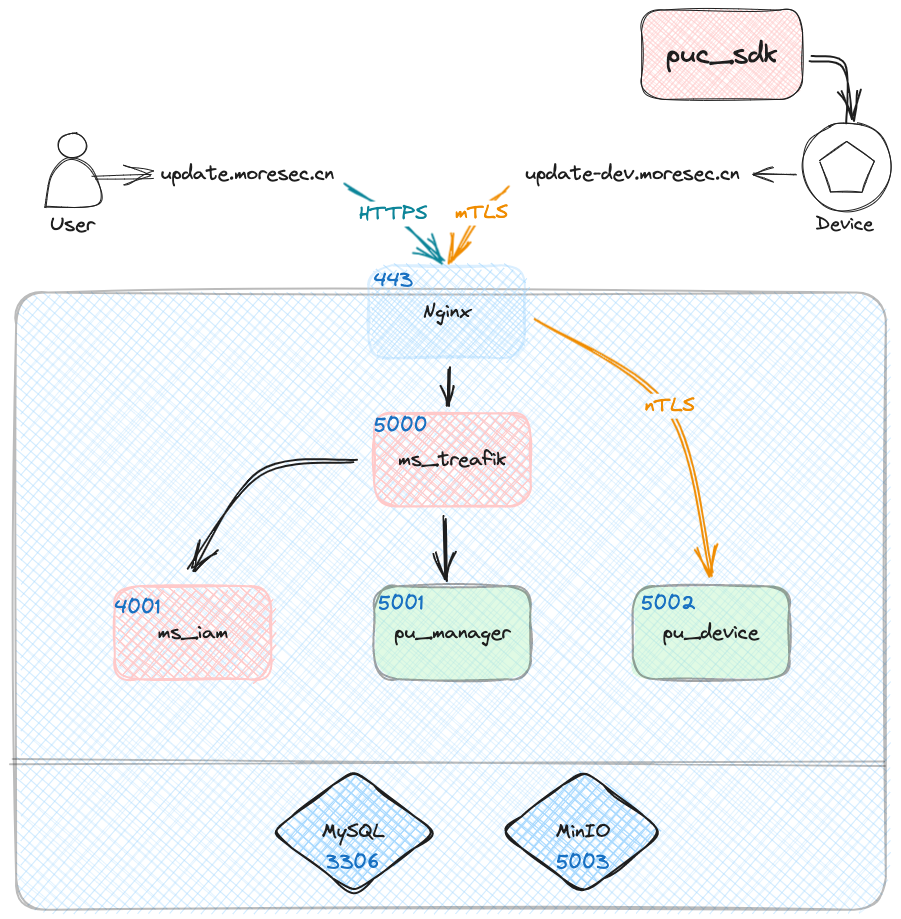 puc_sdk
update.moresec.cn
update-dev.moresec.cn
User
Device
HTTPS
mTLS
443
Nginx
nTLS
5000
ms_treafik
4001
ms_iam
5001
pu_manager
5002
pu_device
MySQL
3306
MinIO
5003